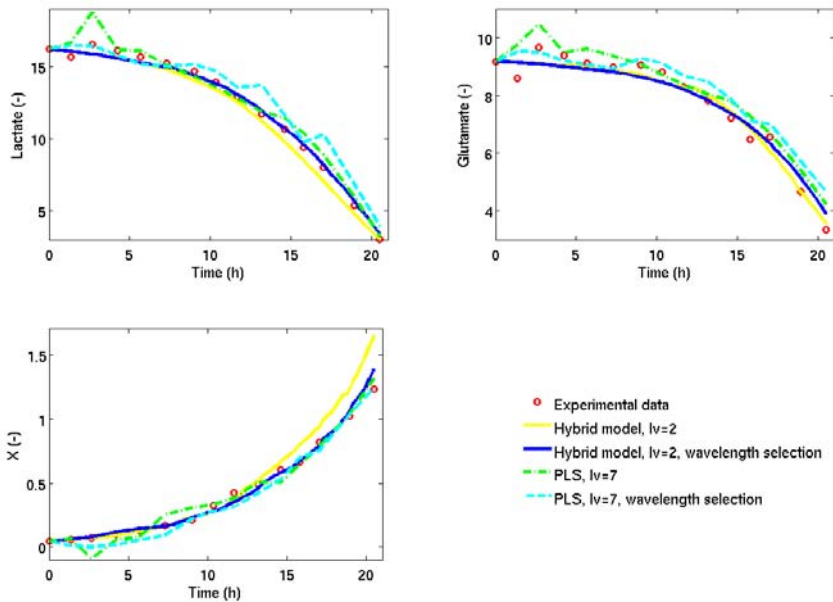 Lactate (-)
15
10
5
0
5
10
15
20
Time (h)
Glutamate (-)
10
8
6
4
0
5
10
15
20
Time (h)
X (-)
1.5
1
0.5
0
0
5
10
15
20
Time (h)
Experimental data
Hybrid model, lv=2
Hybrid model, lv=2, wavelength selection
PLS, lv=7
PLS, lv=7, wavelength selection